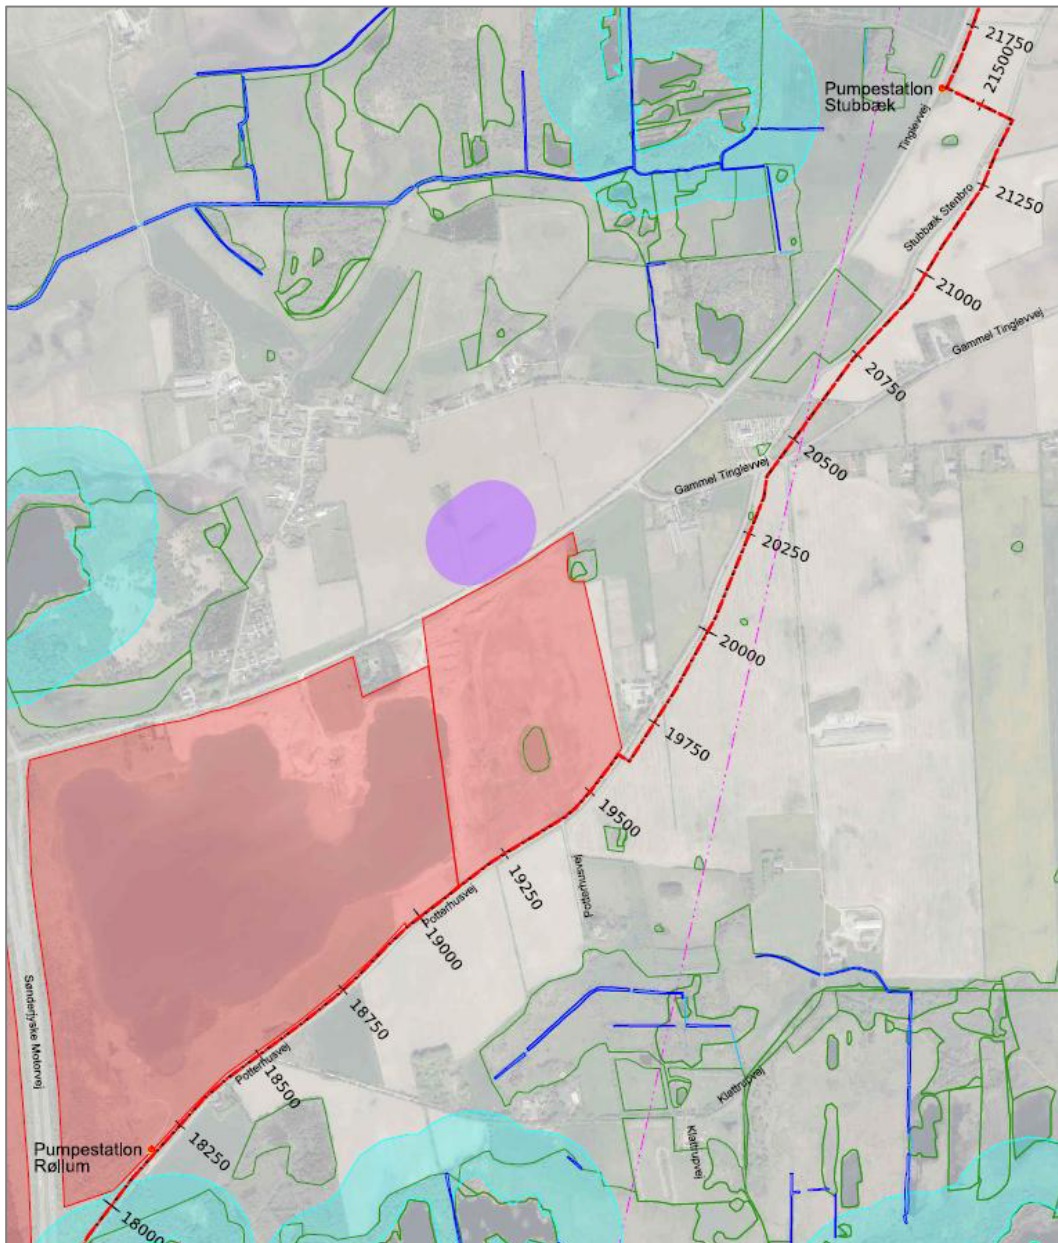 21750
21500
Pumpestation
Stubbæk
Tinglevvej
21250
Stubbæk Stenbro
21000
Gammel Tinglevvej
20750
20500
Gammel Tinglevvej
20250
20000
19750
19500
19250
Potterhusvej
Potterhusvej
19000
18750
Sønderjyske Motorvej
Potterhusvej
18500
Klattrupvej
Klattrupvej
18250
Pumpestation
Røllum
18000